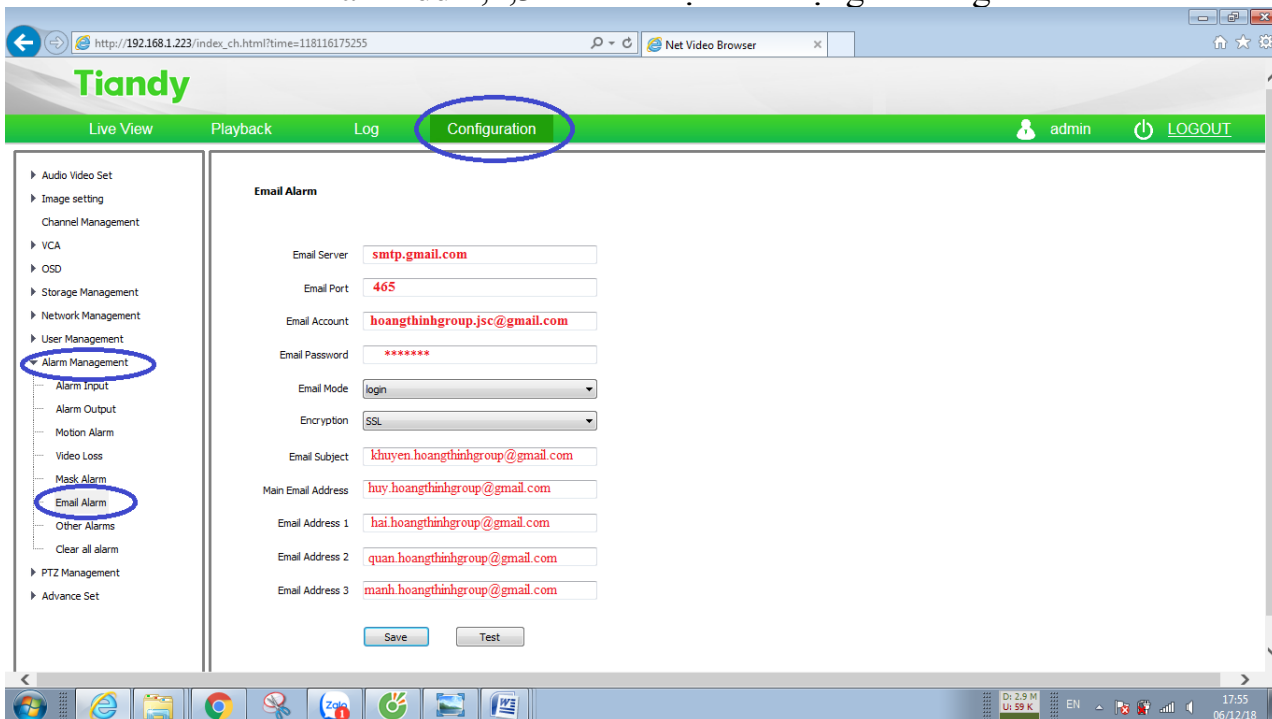 http://192.168.1.223/index_ch.html?time=118116175255
Net Video Browser
Tiandy
Live View Playback Log Configuration admin LOGOUT
Audio Video Set
Image setting
Channel Management
VCA
OSD
Storage Management
Network Management
User Management
Alarm Management
Alarm Input
Alarm Output
Motion Alarm
Video Loss
Mask Alarm
Email Alarm
Other Alarms
Clear all alarm
PTZ Management
Advance Set
Email Alarm
Email Server smtp.gmail.com
Email Port 465
Email Account hoangthinhgroup.jsc@gmail.com
Email Password *******
Email Mode login
Encryption SSL
Email Subject khuyen.hoangthinhgroup@gmail.com
Main Email Address huy.hoangthinhgroup@gmail.com
Email Address 1 hai.hoangthinhgroup@gmail.com
Email Address 2 quan.hoangthinhgroup@gmail.com
Email Address 3 manh.hoangthinhgroup@gmail.com
Save Test
Zalo
D: 2.9 M
U: 59 K
EN
17:55
06/12/18